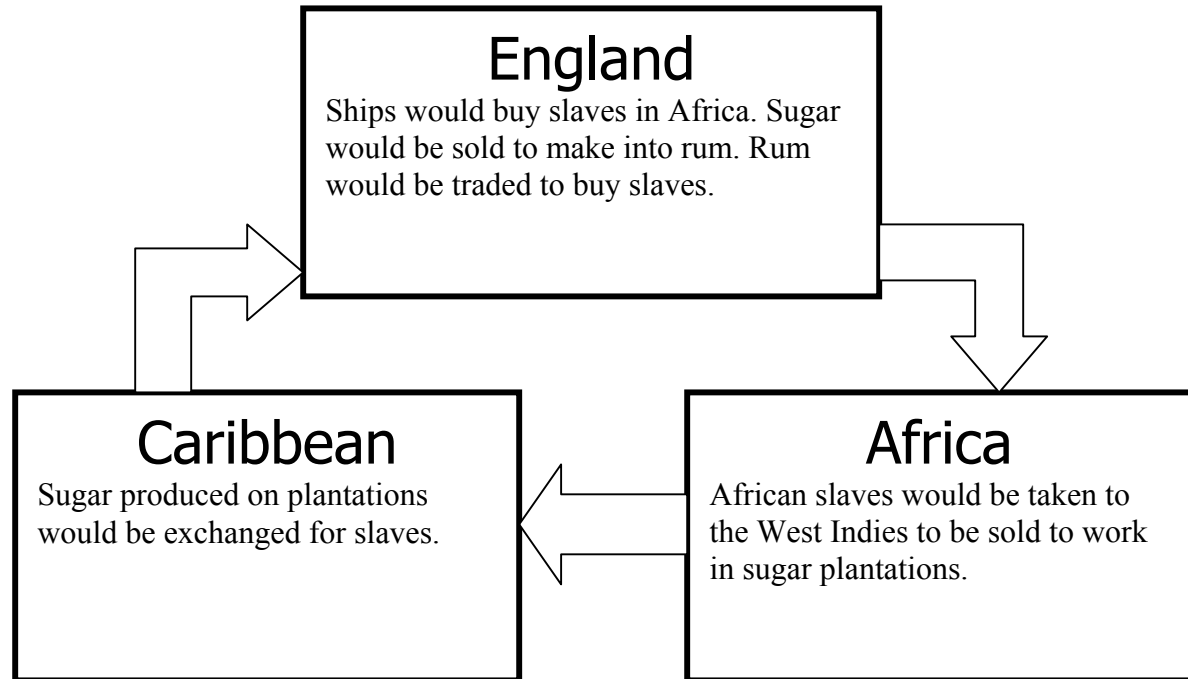 England
Ships would buy slaves in Africa. Sugar
would be sold to make into rum. Rum
would be traded to buy slaves.
Caribbean
Sugar produced on plantations
would be exchanged for slaves.
Africa
African slaves would be taken to
the West Indies to be sold to work
in sugar plantations.